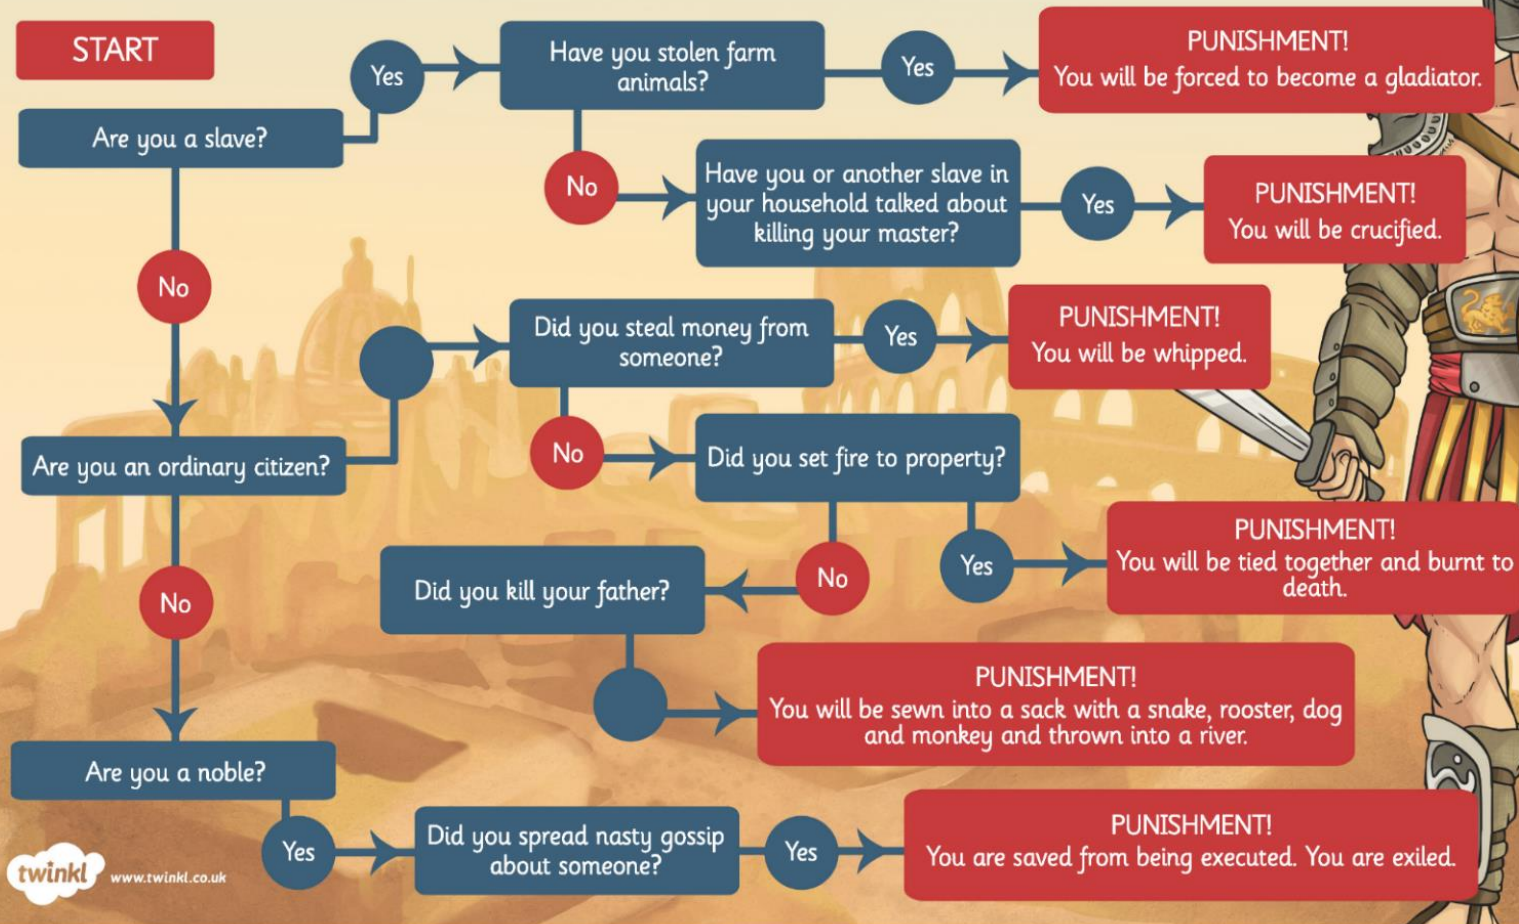 START
Yes
Have you stolen farm
animals?
Yes
PUNISHMENT!
You will be forced to become a gladiator.
Are you a slave?
No
Have you or another slave in
your household talked about
killing your master?
Yes
PUNISHMENT!
You will be crucified.
No
Did you steal money from
someone?
Yes
PUNISHMENT!
You will be whipped.
Are you an ordinary citizen?
No
Did you set fire to property?
No
Yes
PUNISHMENT!
You will be tied together and burnt to
death.
Did you kill your father?
No
PUNISHMENT!
You will be sewn into a sack with a snake, rooster, dog
and monkey and thrown into a river.
Are you a noble?
Yes
Did you spread nasty gossip
about someone?
Yes
PUNISHMENT!
You are saved from being executed. You are exiled.
twinkl
www.twinkl.co.uk